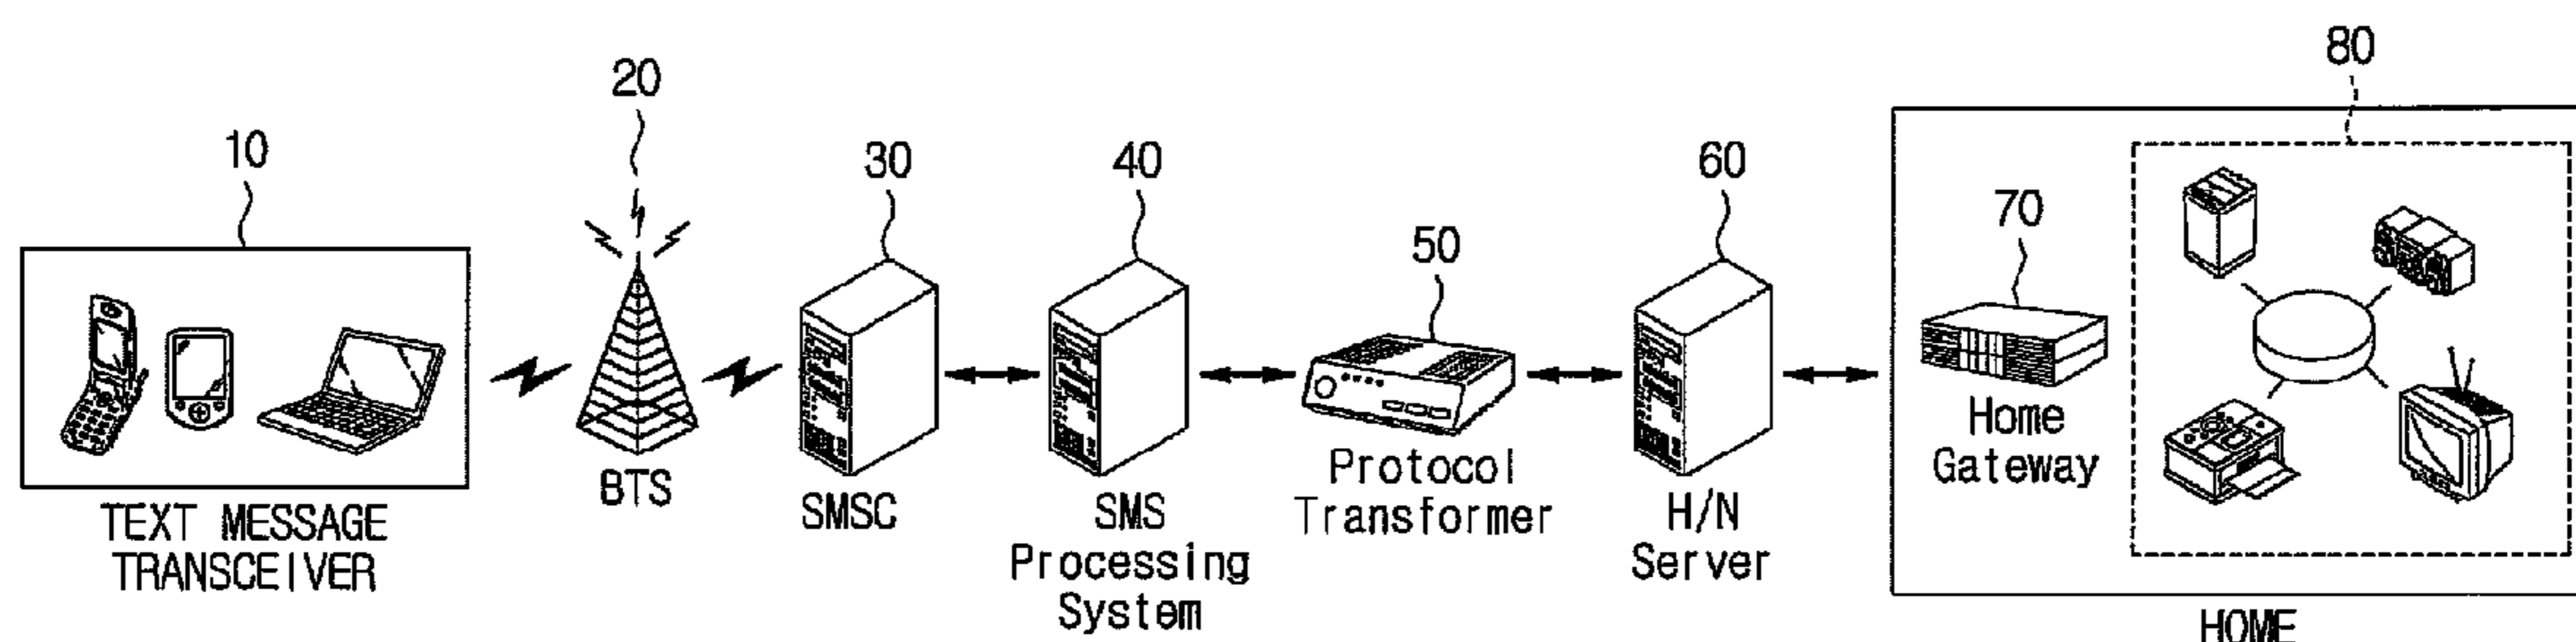 80
20
10
30
40
60
70
50
Home
Gateway
Protocol
Transformer
BTS
SMSC
SMS
Processing
System
H/N
Server
TEXT MESSAGE
TRANSCEIVER
HOME